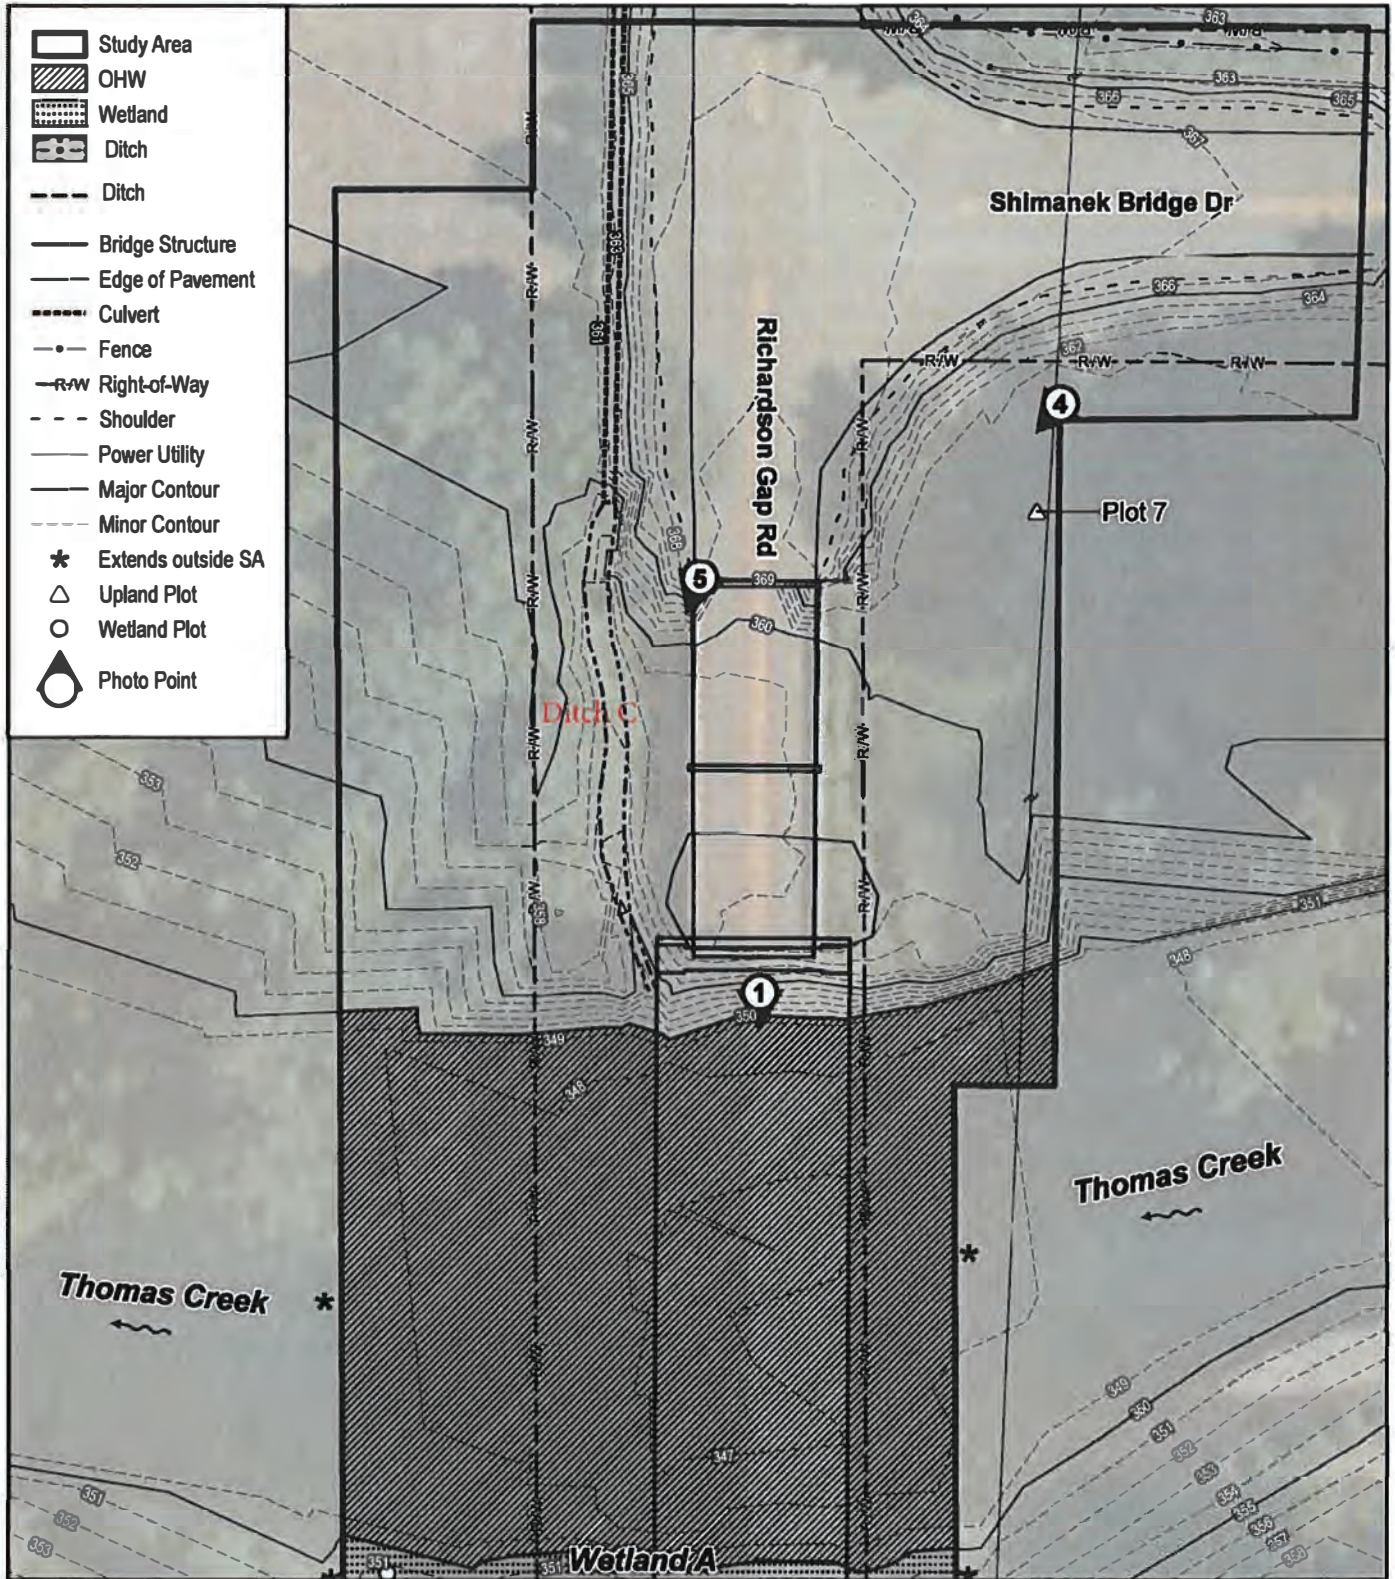 Study Area
OHW
Wetland
Ditch
Ditch
Bridge Structure
Edge of Pavement
Culvert
Fence
R/W Right-of-Way
Shoulder
Power Utility
Major Contour
Minor Contour
* Extends outside SA
Upland Plot
Wetland Plot
Photo Point
363
R/W
R/W
R/W
365
363
366
365
367
R/W
Shimanek Bridge Dr
363
R/W
366
364
361
362
Richardson Gap Rd
R/W
R/W
R/W
4
R/W
R/W
Plot 7
368
5
369
R/W
R/W
360
Ditch C
R/W
R/W
353
352
R/W
R/W
358
351
348
1
350
349
348
Thomas Creek
*
Thomas Creek
*
349
350
351
352
353
354
355
356
357
358
347
351
352
353
351
351
Wetland A